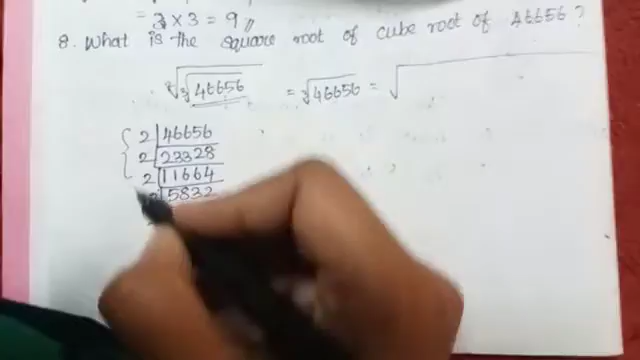 = 3 × 3 = 9
8. What is the square root of cube root of 46656?
√∛46656 = ∛46656 = √
2 | 46656
2 | 23328
2 | 11664
2 | 5832